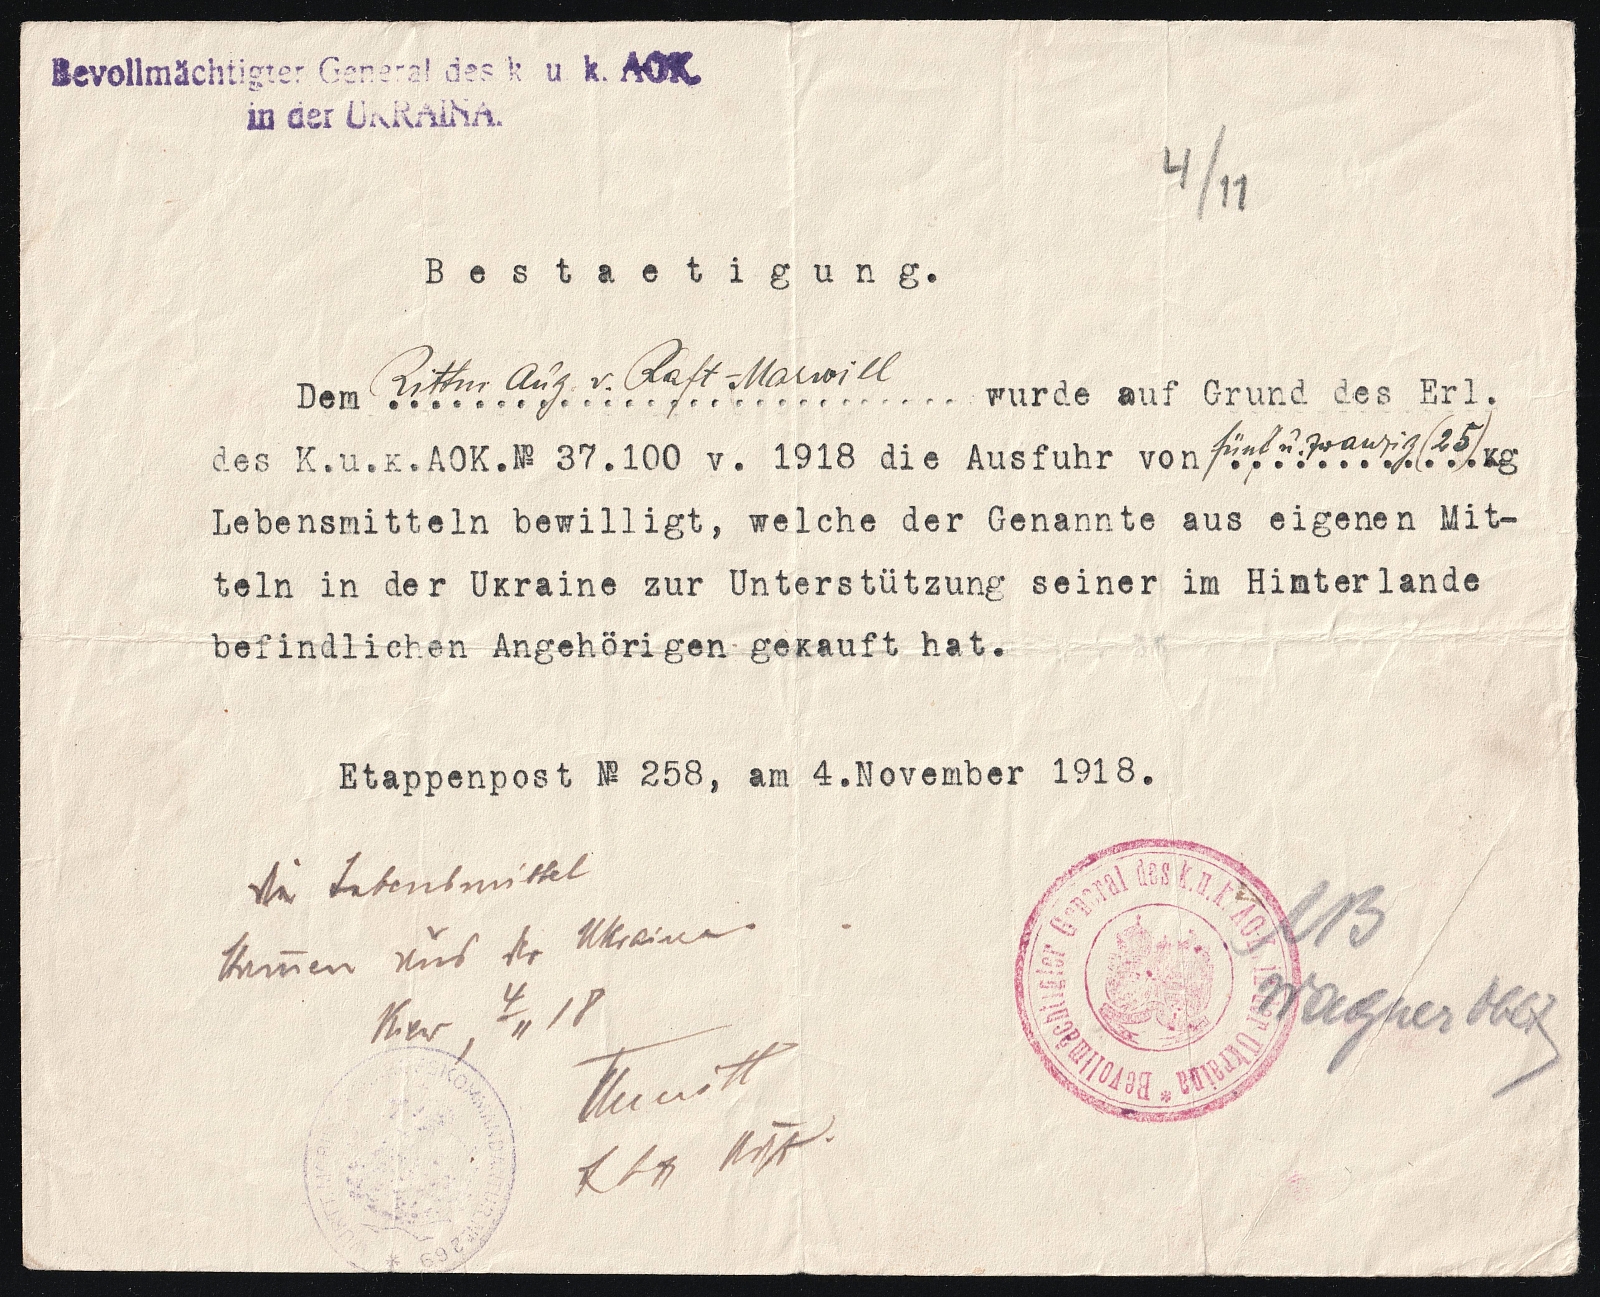 Bevollmächtigter General des k. u. k. AOK.
in der UKRAINA.
4/11
Bestaetigung.
Dem Rittm Aug. v. Raft-Marwill wurde auf Grund des Erl.
des K.u.K.AOK.№ 37.100 v. 1918 die Ausfuhr von fünf u. zwanzig (25) kg
Lebensmitteln bewilligt, welche der Genannte aus eigenen Mit-
teln in der Ukraine zur Unterstützung seiner im Hinterlande
befindlichen Angehörigen gekauft hat.
Etappenpost № 258, am 4.November 1918.
Die Lebensmittel
stammen aus der Ukraine.
Kiew, 4/11 18
Bevollmächtigter General des k.u.k. AOK in der Ukraina *
Wagner Oblt
269 *